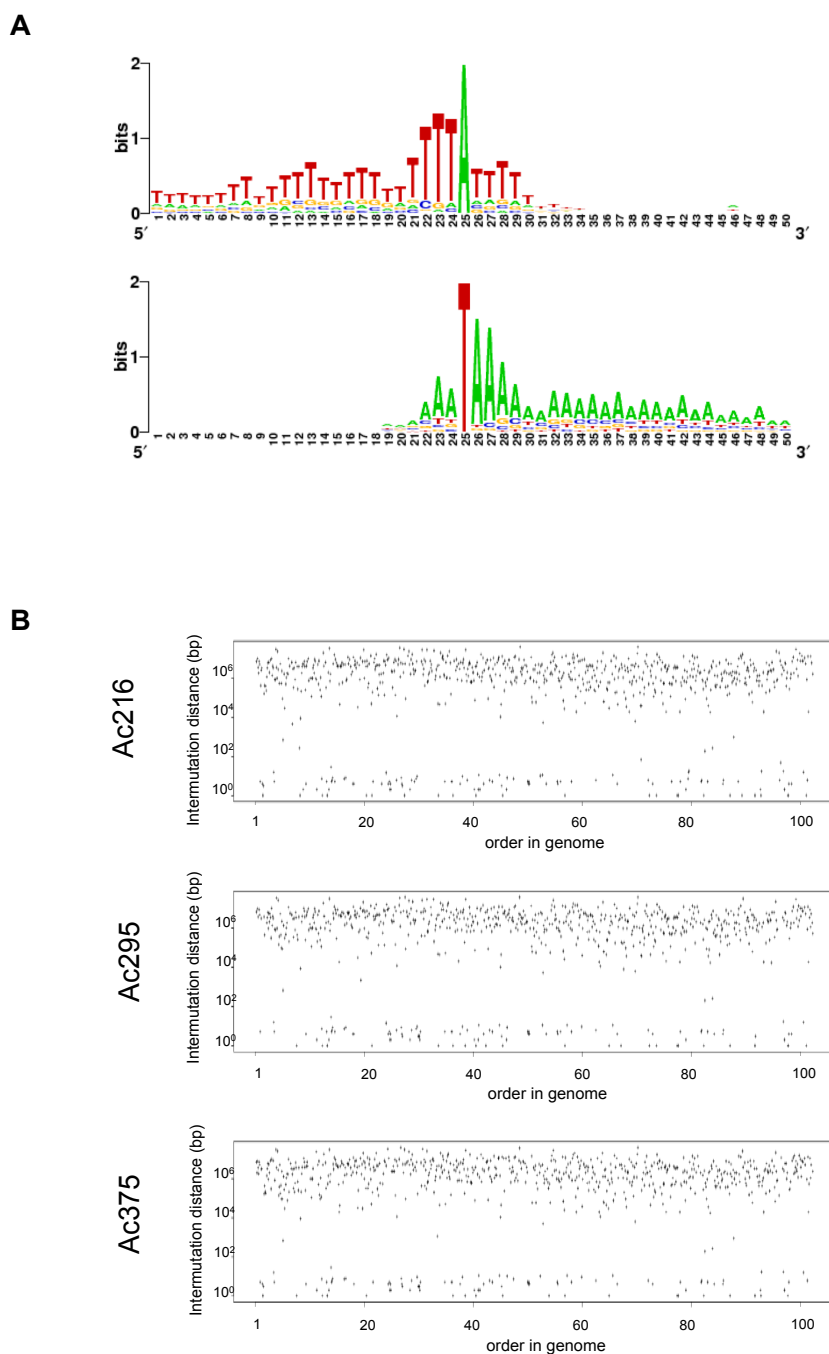 A
2
1
0
bits
5′
1 2 3 4 5 6 7 8 9 10 11 12 13 14 15 16 17 18 19 20 21 22 23 24 25 26 27 28 29 30 31 32 33 34 35 36 37 38 39 40 41 42 43 44 45 46 47 48 49 50
3′
2
1
0
bits
5′
1 2 3 4 5 6 7 8 9 10 11 12 13 14 15 16 17 18 19 20 21 22 23 24 25 26 27 28 29 30 31 32 33 34 35 36 37 38 39 40 41 42 43 44 45 46 47 48 49 50
3′
B
Ac216
Intermutation distance (bp)
10⁶
10⁴
10²
10⁰
1 20 40 60 80 100
order in genome
Ac295
Intermutation distance (bp)
10⁶
10⁴
10²
10⁰
1 20 40 60 80 100
order in genome
Ac375
Intermutation distance (bp)
10⁶
10⁴
10²
10⁰
1 20 40 60 80 100
order in genome